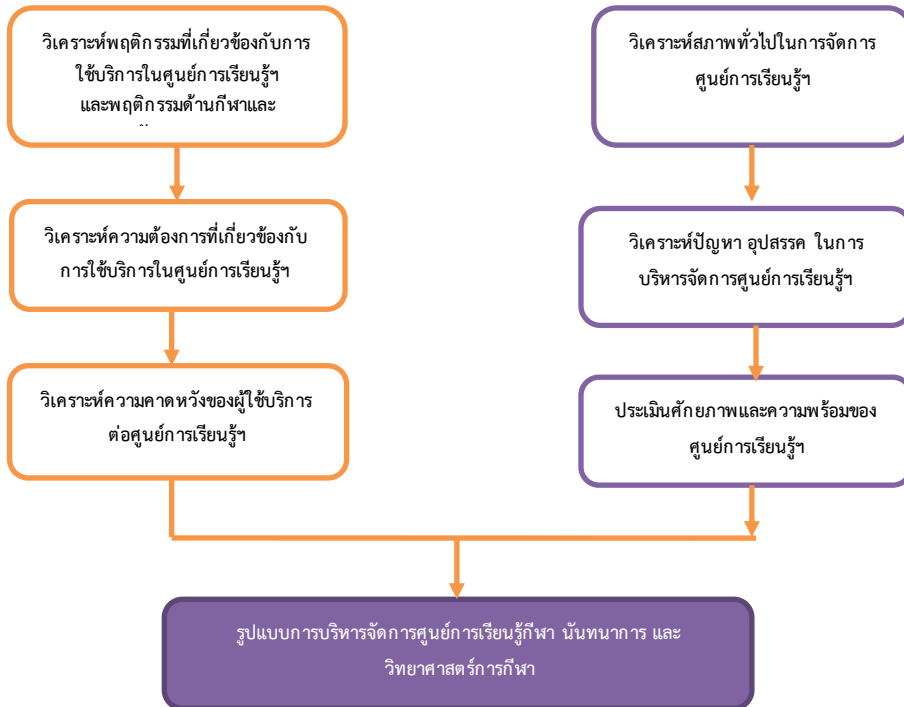 วิเคราะห์พฤติกรรมที่เกี่ยวข้องกับการ
ใช้บริการในศูนย์การเรียนรู้ฯ
และพฤติกรรมด้านกีฬาและ
วิเคราะห์ความต้องการที่เกี่ยวข้องกับ
การใช้บริการในศูนย์การเรียนรู้ฯ
วิเคราะห์ความคาดหวังของผู้ใช้บริการ
ต่อศูนย์การเรียนรู้ฯ
วิเคราะห์สภาพทั่วไปในการจัดการ
ศูนย์การเรียนรู้ฯ
วิเคราะห์ปัญหา อุปสรรค ในการ
บริหารจัดการศูนย์การเรียนรู้ฯ
ประเมินศักยภาพและความพร้อมของ
ศูนย์การเรียนรู้ฯ
รูปแบบการบริหารจัดการศูนย์การเรียนรู้กีฬา นันทนาการ และ
วิทยาศาสตร์การกีฬา